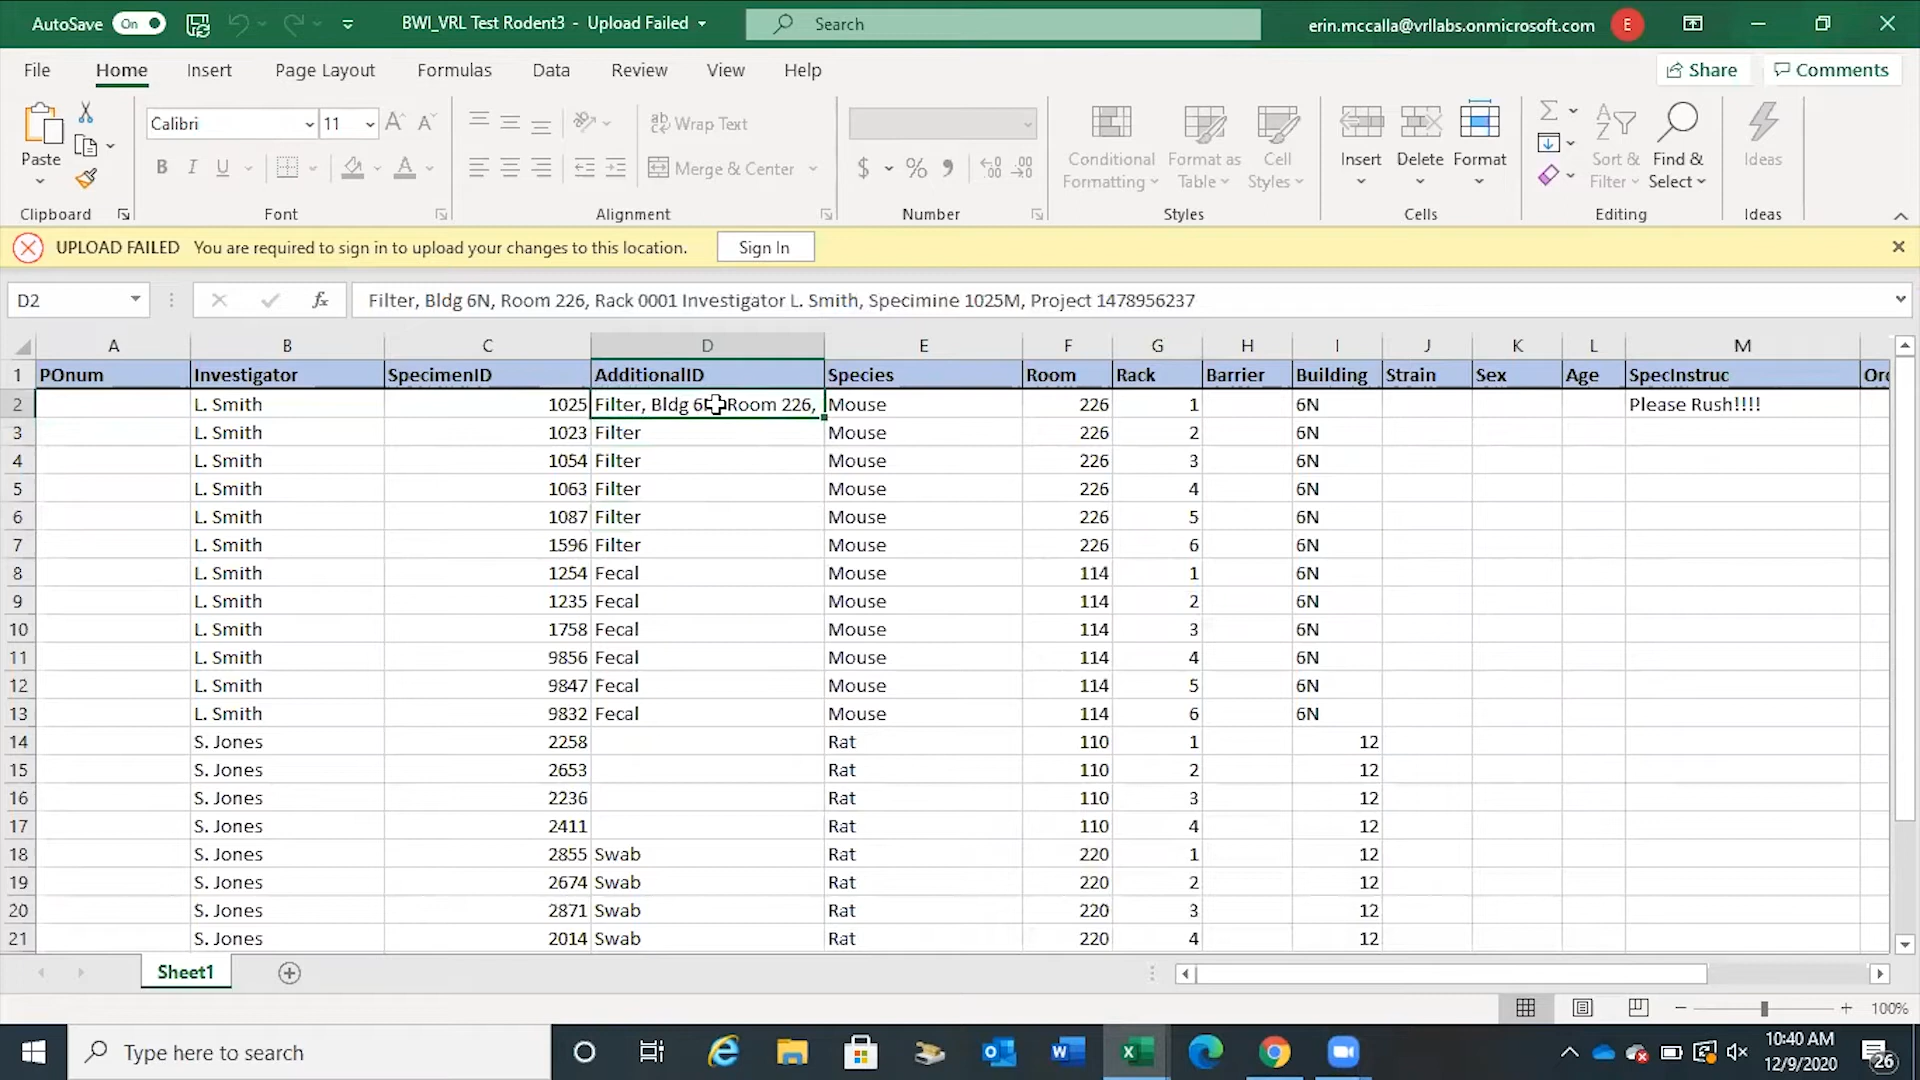 AutoSave On BWI_VRL Test Rodent3 - Upload Failed Search erin.mccalla@vrllabs.onmicrosoft.com E
File Home Insert Page Layout Formulas Data Review View Help Share Comments
Calibri 11 Wrap Text
Paste B I U Merge & Center $ % Conditional Formatting Format as Table Cell Styles Insert Delete Format Sort & Filter Find & Select Ideas
Clipboard Font Alignment Number Styles Cells Editing Ideas
UPLOAD FAILED You are required to sign in to upload your changes to this location. Sign In
D2 fx Filter, Bldg 6N, Room 226, Rack 0001 Investigator L. Smith, Specimine 1025M, Project 1478956237
A B C D E F G H I J K L M
1 POnum Investigator SpecimenID AdditionalID Species Room Rack Barrier Building Strain Sex Age SpecInstruc Orc
2 L. Smith 1025 Filter, Bldg 6 Room 226, Mouse 226 1 6N Please Rush!!!!
3 L. Smith 1023 Filter Mouse 226 2 6N
4 L. Smith 1054 Filter Mouse 226 3 6N
5 L. Smith 1063 Filter Mouse 226 4 6N
6 L. Smith 1087 Filter Mouse 226 5 6N
7 L. Smith 1596 Filter Mouse 226 6 6N
8 L. Smith 1254 Fecal Mouse 114 1 6N
9 L. Smith 1235 Fecal Mouse 114 2 6N
10 L. Smith 1758 Fecal Mouse 114 3 6N
11 L. Smith 9856 Fecal Mouse 114 4 6N
12 L. Smith 9847 Fecal Mouse 114 5 6N
13 L. Smith 9832 Fecal Mouse 114 6 6N
14 S. Jones 2258 Rat 110 1 12
15 S. Jones 2653 Rat 110 2 12
16 S. Jones 2236 Rat 110 3 12
17 S. Jones 2411 Rat 110 4 12
18 S. Jones 2855 Swab Rat 220 1 12
19 S. Jones 2674 Swab Rat 220 2 12
20 S. Jones 2871 Swab Rat 220 3 12
21 S. Jones 2014 Swab Rat 220 4 12
Sheet1
100%
Type here to search 10:40 AM
12/9/2020 26